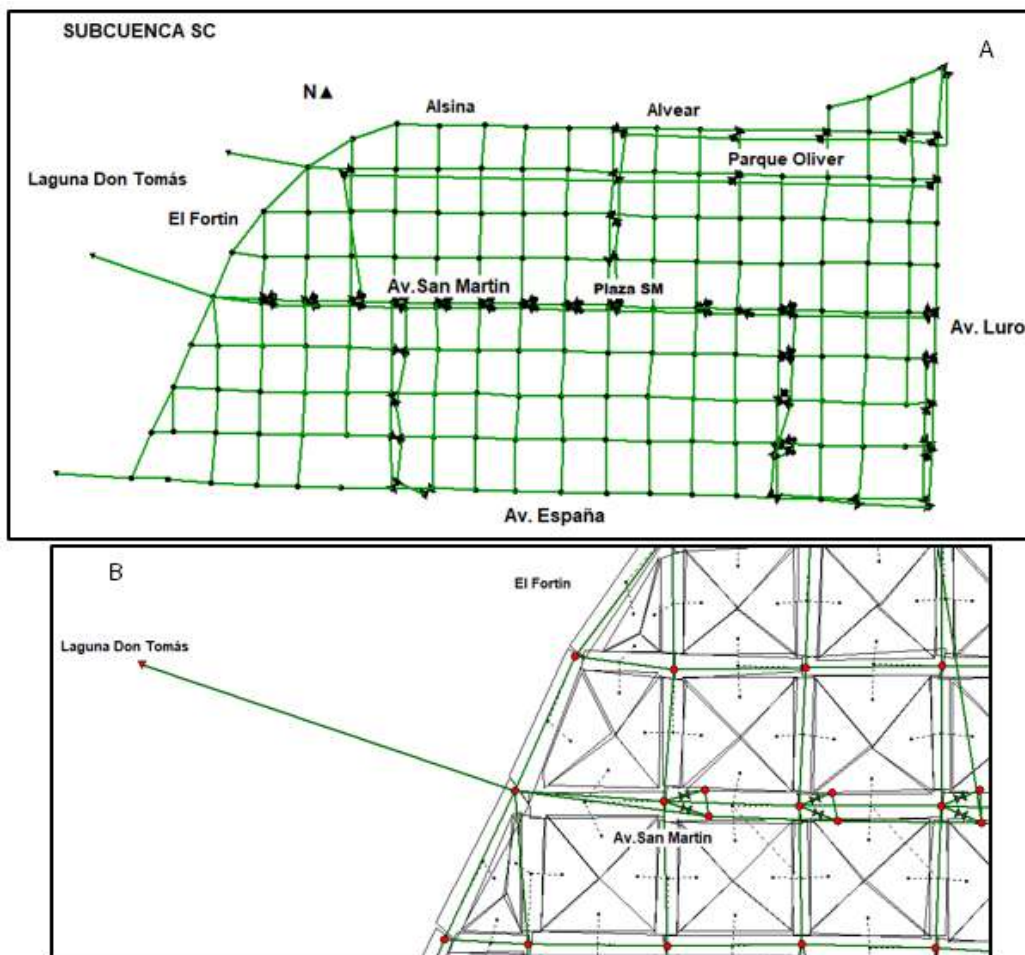 SUBCUENCA SC
A
N▲
Alsina
Alvear
Parque Oliver
Laguna Don Tomás
El Fortin
Av.San Martin
Plaza SM
Av. Luro
Av. España
B
El Fortin
Laguna Don Tomás
Av.San Martin